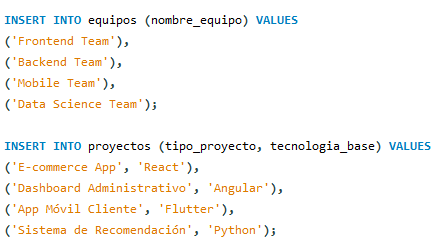 INSERT INTO equipos (nombre_equipo) VALUES
('Frontend Team'),
('Backend Team'),
('Mobile Team'),
('Data Science Team');
INSERT INTO proyectos (tipo_proyecto, tecnologia_base) VALUES
('E-commerce App', 'React'),
('Dashboard Administrativo', 'Angular'),
('App Móvil Cliente', 'Flutter'),
('Sistema de Recomendación', 'Python');